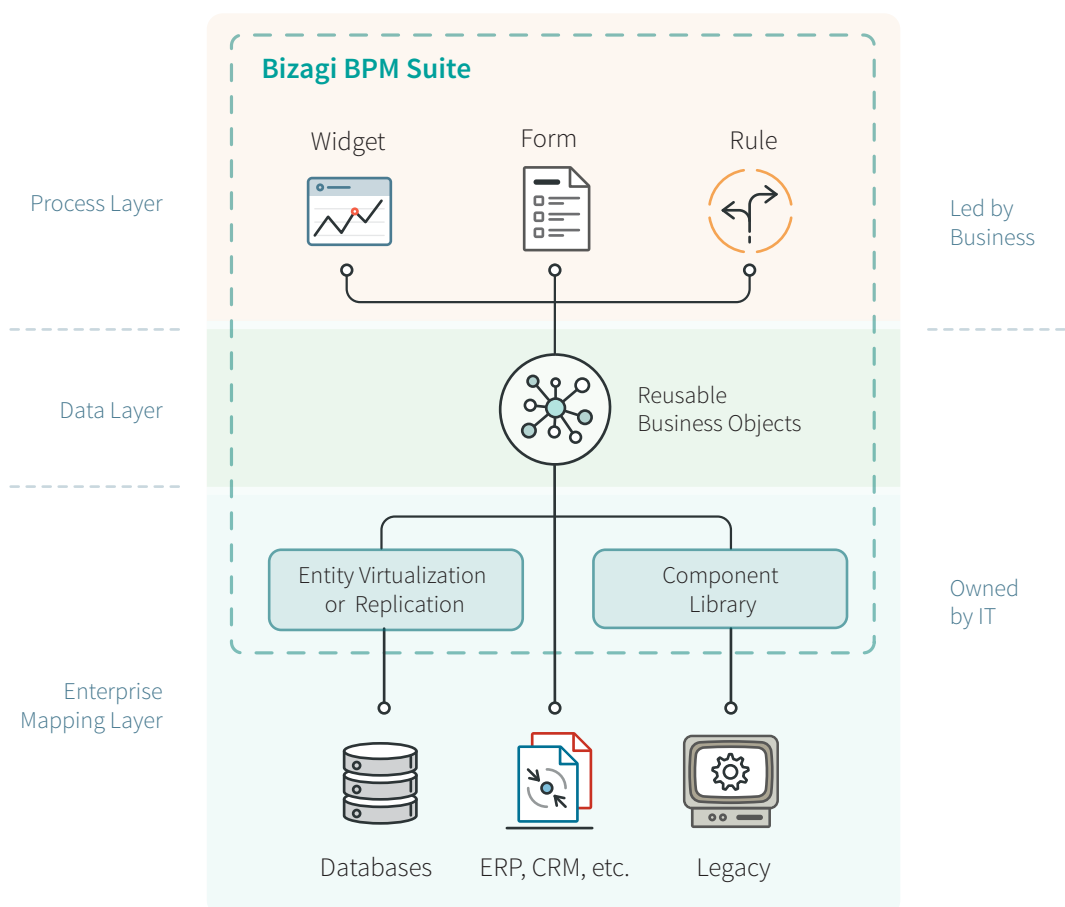 Bizagi BPM Suite
Widget
Form
Rule
Process Layer
Led by
Business
Data Layer
Reusable
Business Objects
Entity Virtualization
or Replication
Component
Library
Owned
by IT
Enterprise
Mapping Layer
Databases
ERP, CRM, etc.
Legacy